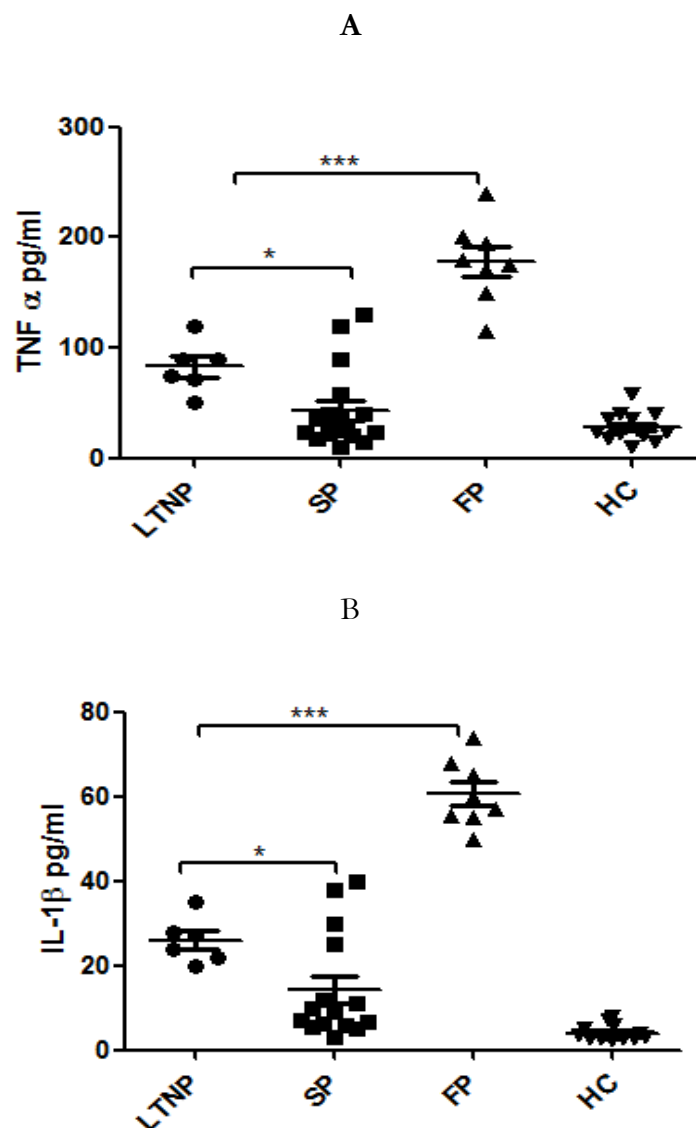 A
300
200
100
0
TNF α pg/ml
***
*
LTNP
SP
FP
HC
B
80
60
40
20
0
IL-1β pg/ml
***
*
LTNP
SP
FP
HC